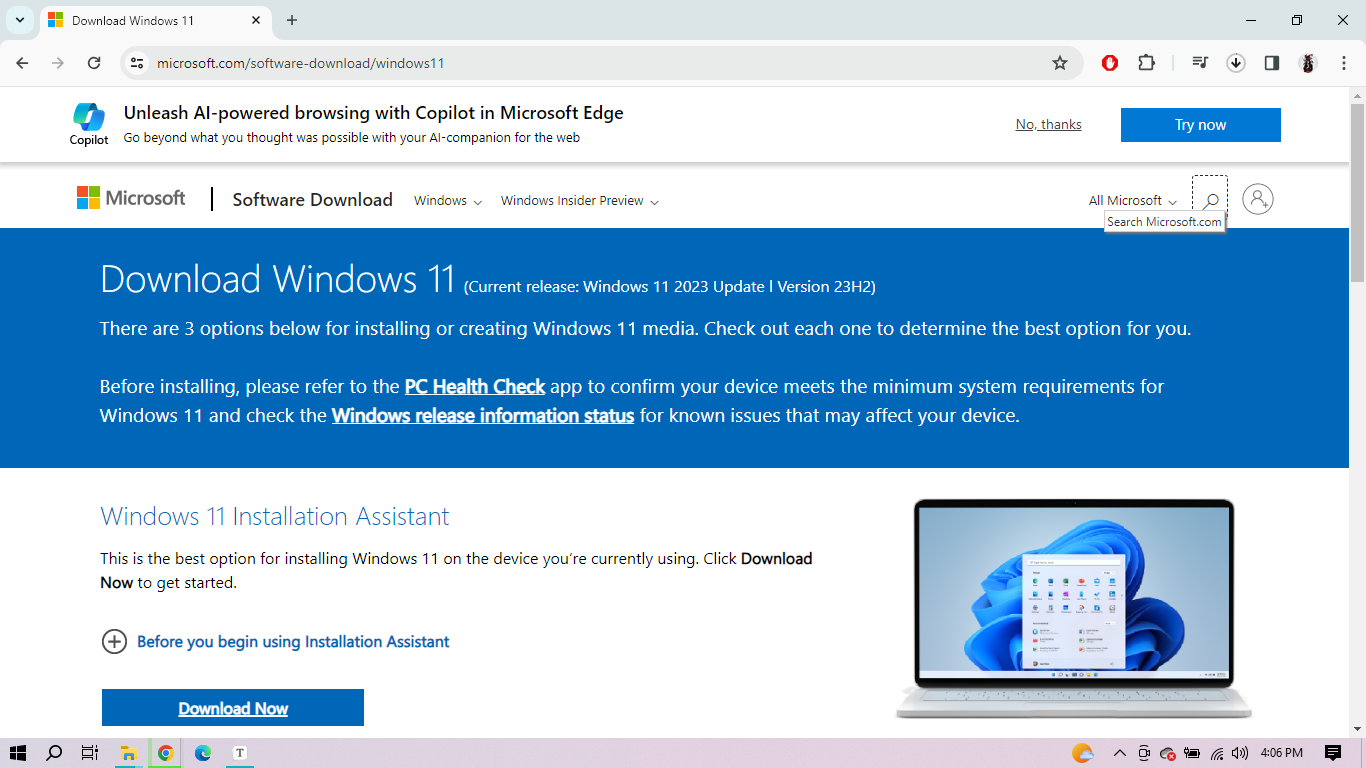 Download Windows 11
microsoft.com/software-download/windows11
Unleash AI-powered browsing with Copilot in Microsoft Edge
Go beyond what you thought was possible with your AI-companion for the web
Copilot
No, thanks
Try now
Microsoft
Software Download
Windows
Windows Insider Preview
All Microsoft
Search Microsoft.com
Download Windows 11 (Current release: Windows 11 2023 Update l Version 23H2)
There are 3 options below for installing or creating Windows 11 media. Check out each one to determine the best option for you.
Before installing, please refer to the PC Health Check app to confirm your device meets the minimum system requirements for
Windows 11 and check the Windows release information status for known issues that may affect your device.
Windows 11 Installation Assistant
This is the best option for installing Windows 11 on the device you’re currently using. Click Download
Now to get started.
Before you begin using Installation Assistant
Download Now
T
4:06 PM